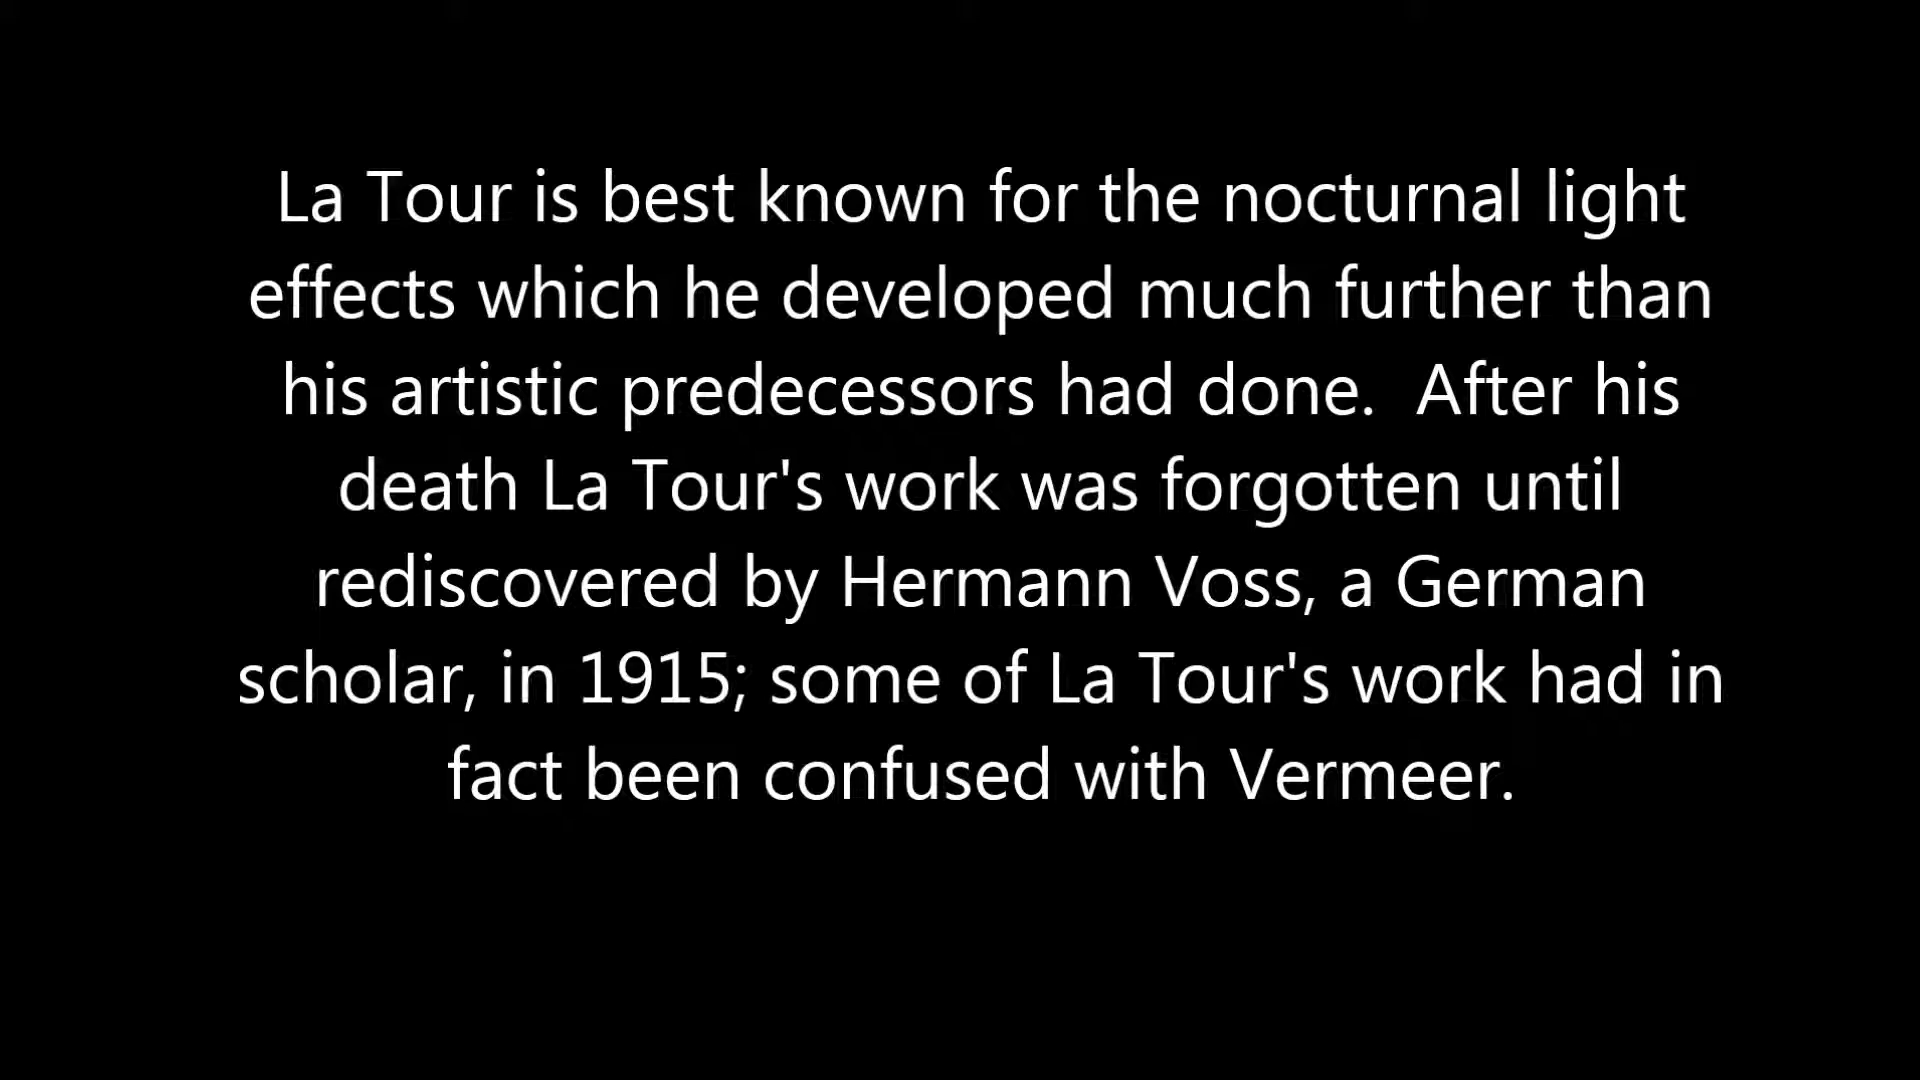 La Tour is best known for the nocturnal light
effects which he developed much further than
his artistic predecessors had done.  After his
death La Tour's work was forgotten until
rediscovered by Hermann Voss, a German
scholar, in 1915; some of La Tour's work had in
fact been confused with Vermeer.